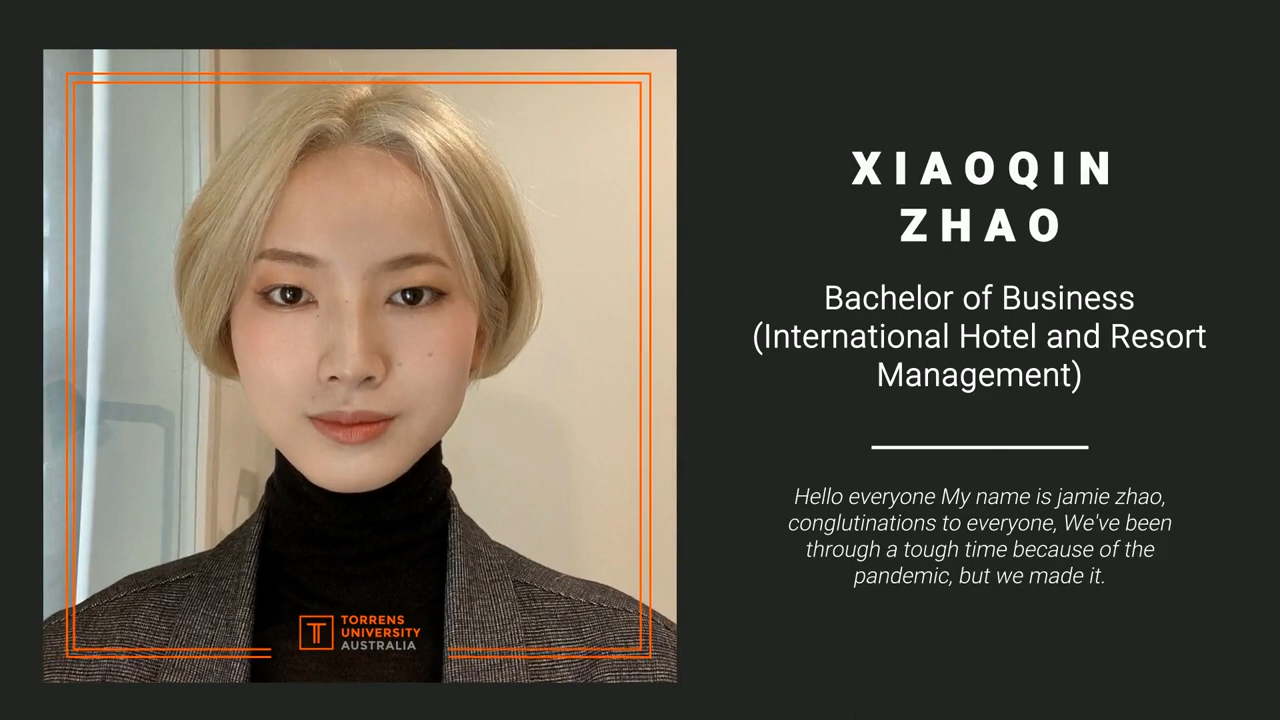 XIAOQIN
ZHAO
Bachelor of Business
(International Hotel and Resort
Management)
Hello everyone My name is jamie zhao,
conglutinations to everyone, We've been
through a tough time because of the
pandemic, but we made it.
TORRENS
UNIVERSITY
AUSTRALIA